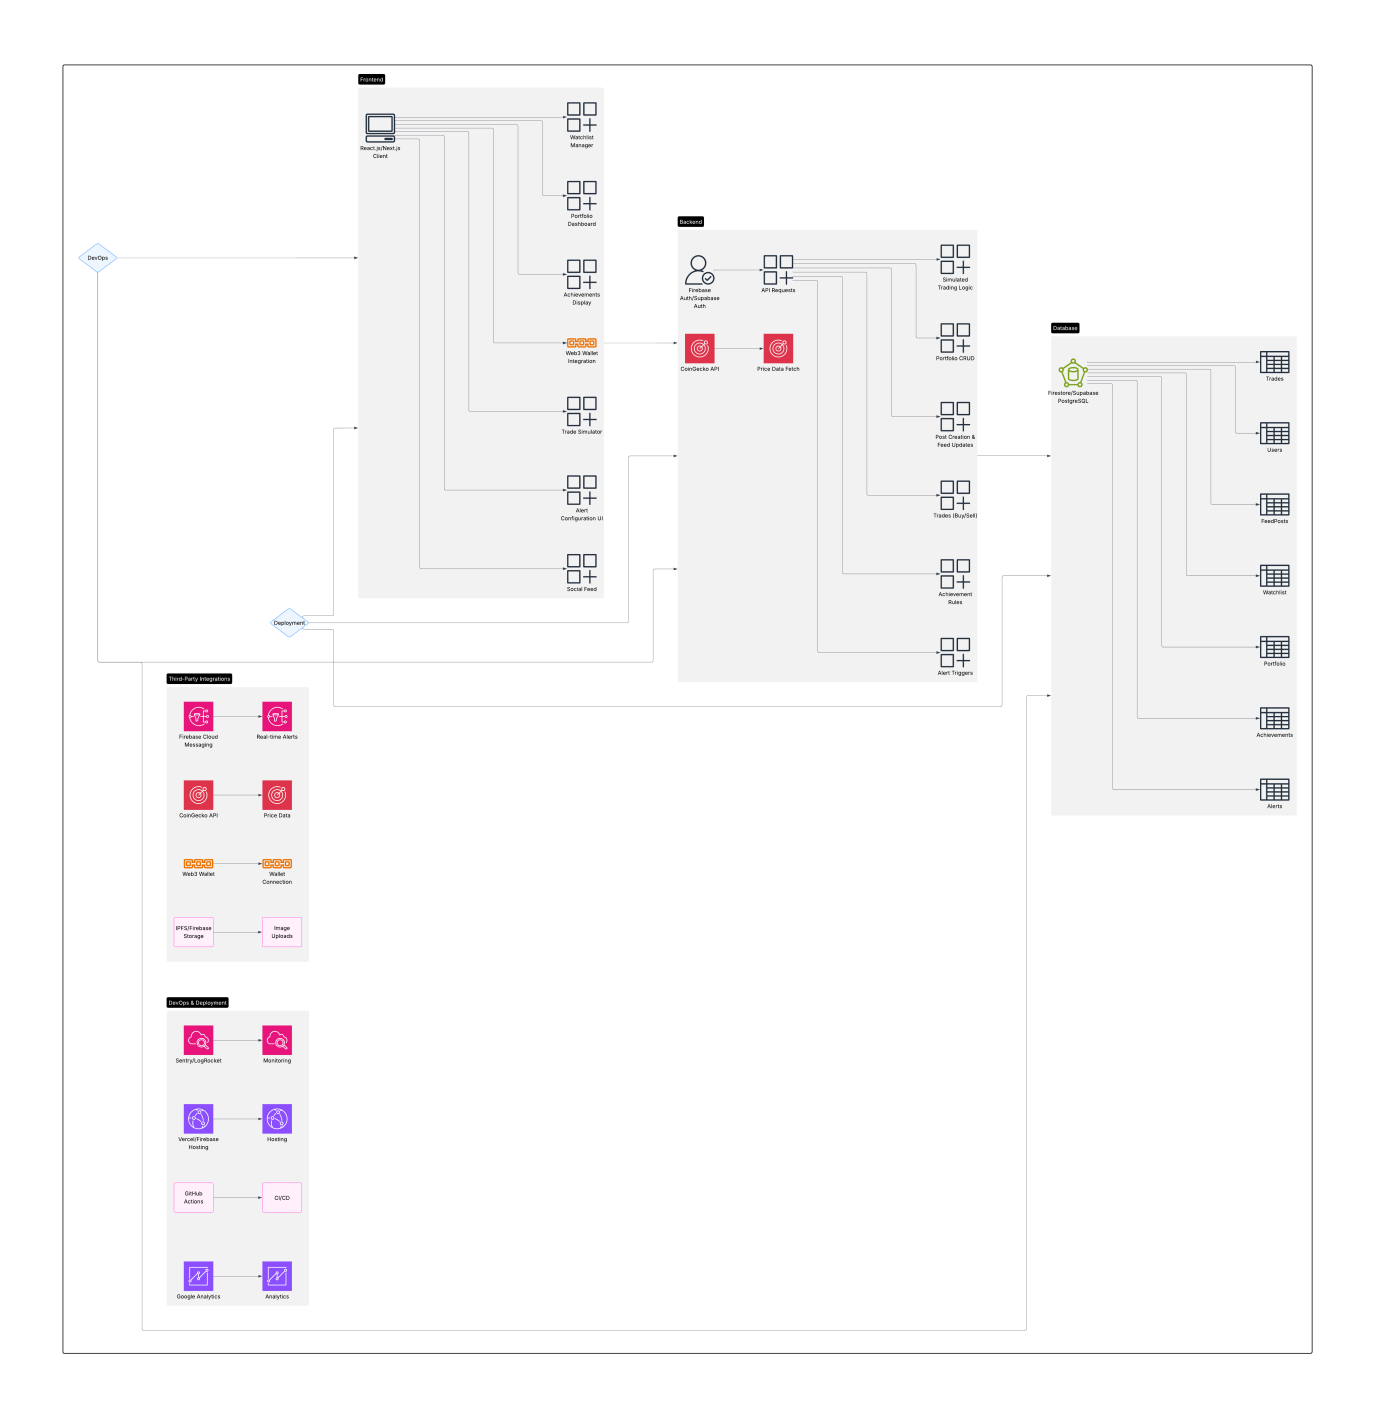 Frontend
React.js/Next.js
Client
Watchlist
Manager
Portfolio
Dashboard
Achievements
Display
Web3 Wallet
Integration
Trade Simulator
Alert
Configuration UI
Social Feed
DevOps
Deployment
Backend
Firebase
Auth/Supabase
Auth
API Requests
CoinGecko API
Price Data Fetch
Simulated
Trading Logic
Portfolio CRUD
Post Creation &
Feed Updates
Trades (Buy/Sell)
Achievement
Rules
Alert Triggers
Database
Firestore/Supabase
PostgreSQL
Trades
Users
FeedPosts
Watchlist
Portfolio
Achievements
Alerts
Third-Party Integrations
Firebase Cloud
Messaging
Real-time Alerts
CoinGecko API
Price Data
Web3 Wallet
Wallet
Connection
IPFS/Firebase
Storage
Image
Uploads
DevOps & Deployment
Sentry/LogRocket
Monitoring
Vercel/Firebase
Hosting
Hosting
GitHub
Actions
CI/CD
Google Analytics
Analytics